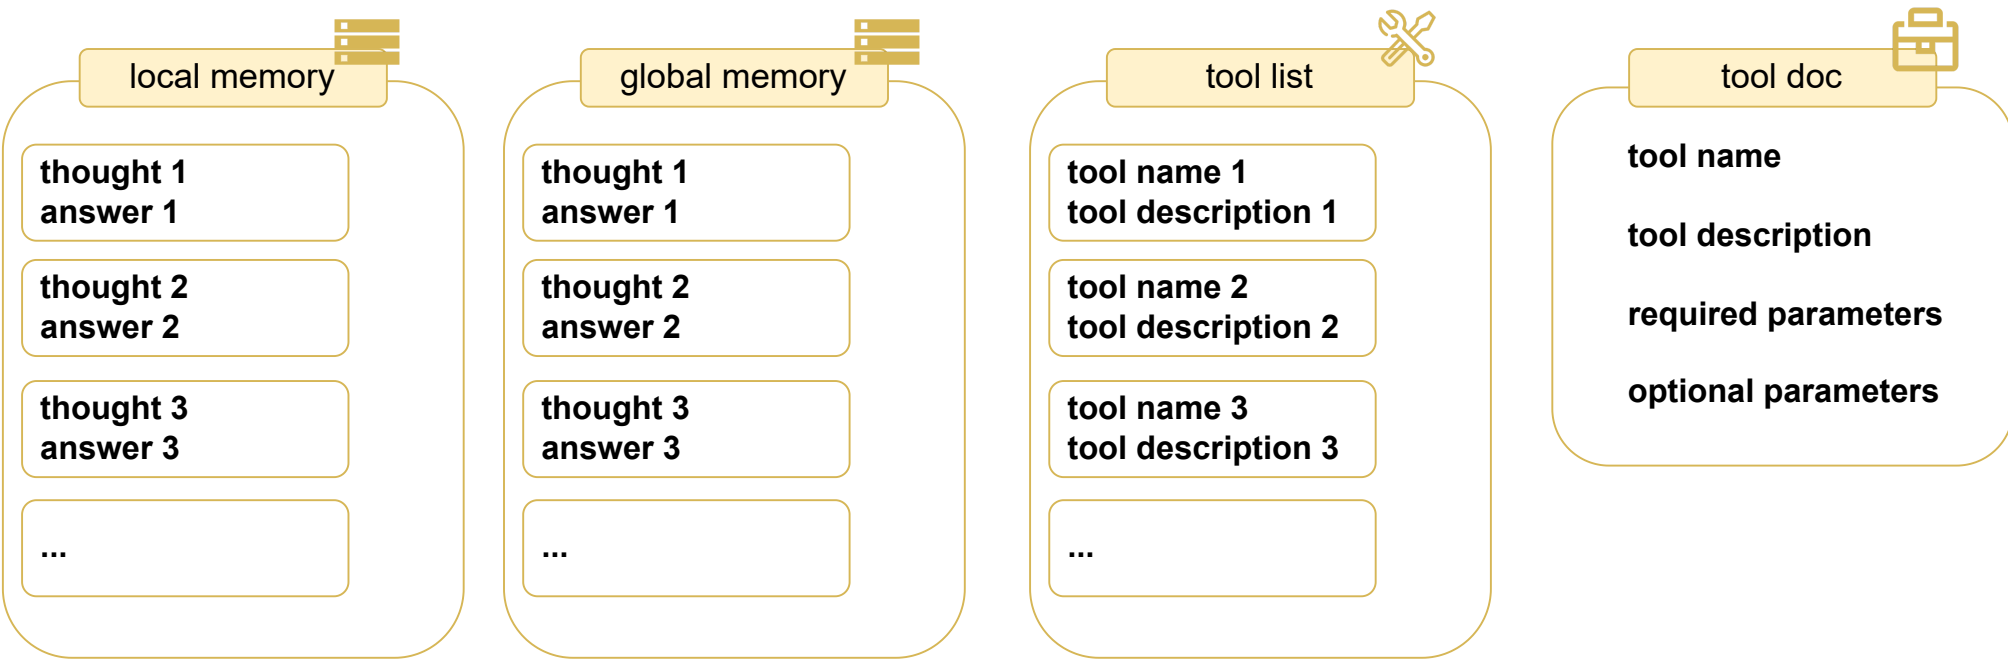 local memory
thought 1
answer 1
thought 2
answer 2
thought 3
answer 3
...
global memory
thought 1
answer 1
thought 2
answer 2
thought 3
answer 3
...
tool list
tool name 1
tool description 1
tool name 2
tool description 2
tool name 3
tool description 3
...
tool doc
tool name
tool description
required parameters
optional parameters